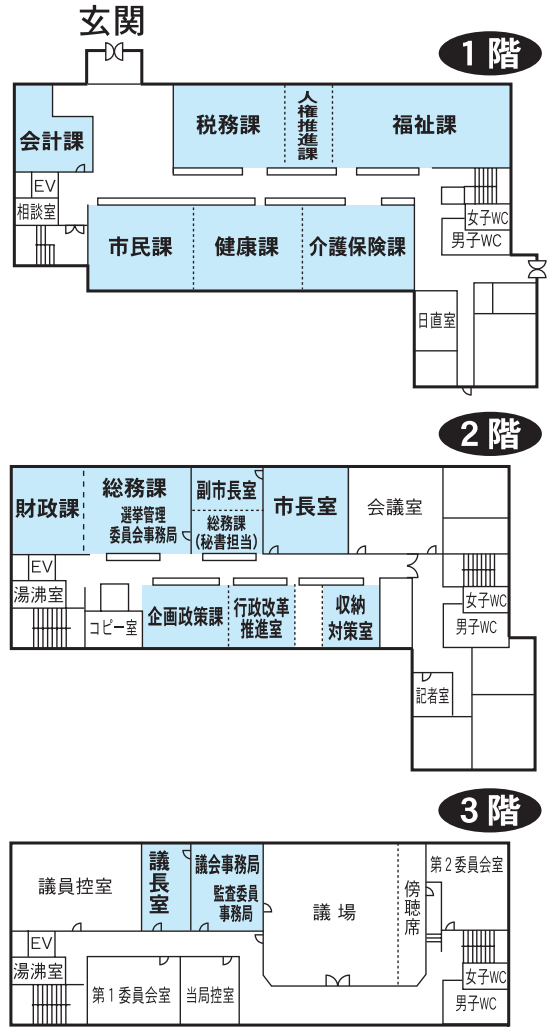 玄関
1 階
会計課
税務課
人権推進課
福祉課
EV
相談室
市民課
健康課
介護保険課
女子WC
男子WC
日直室
2 階
財政課
総務課
選挙管理
委員会事務局
副市長室
総務課
(秘書担当)
市長室
会議室
EV
湯沸室
コピー室
企画政策課
行政改革
推進室
収納
対策室
女子WC
男子WC
記者室
3 階
議員控室
議長室
議会事務局
監査委員
事務局
議 場
傍聴席
第2委員会室
EV
湯沸室
第1委員会室
当局控室
女子WC
男子WC